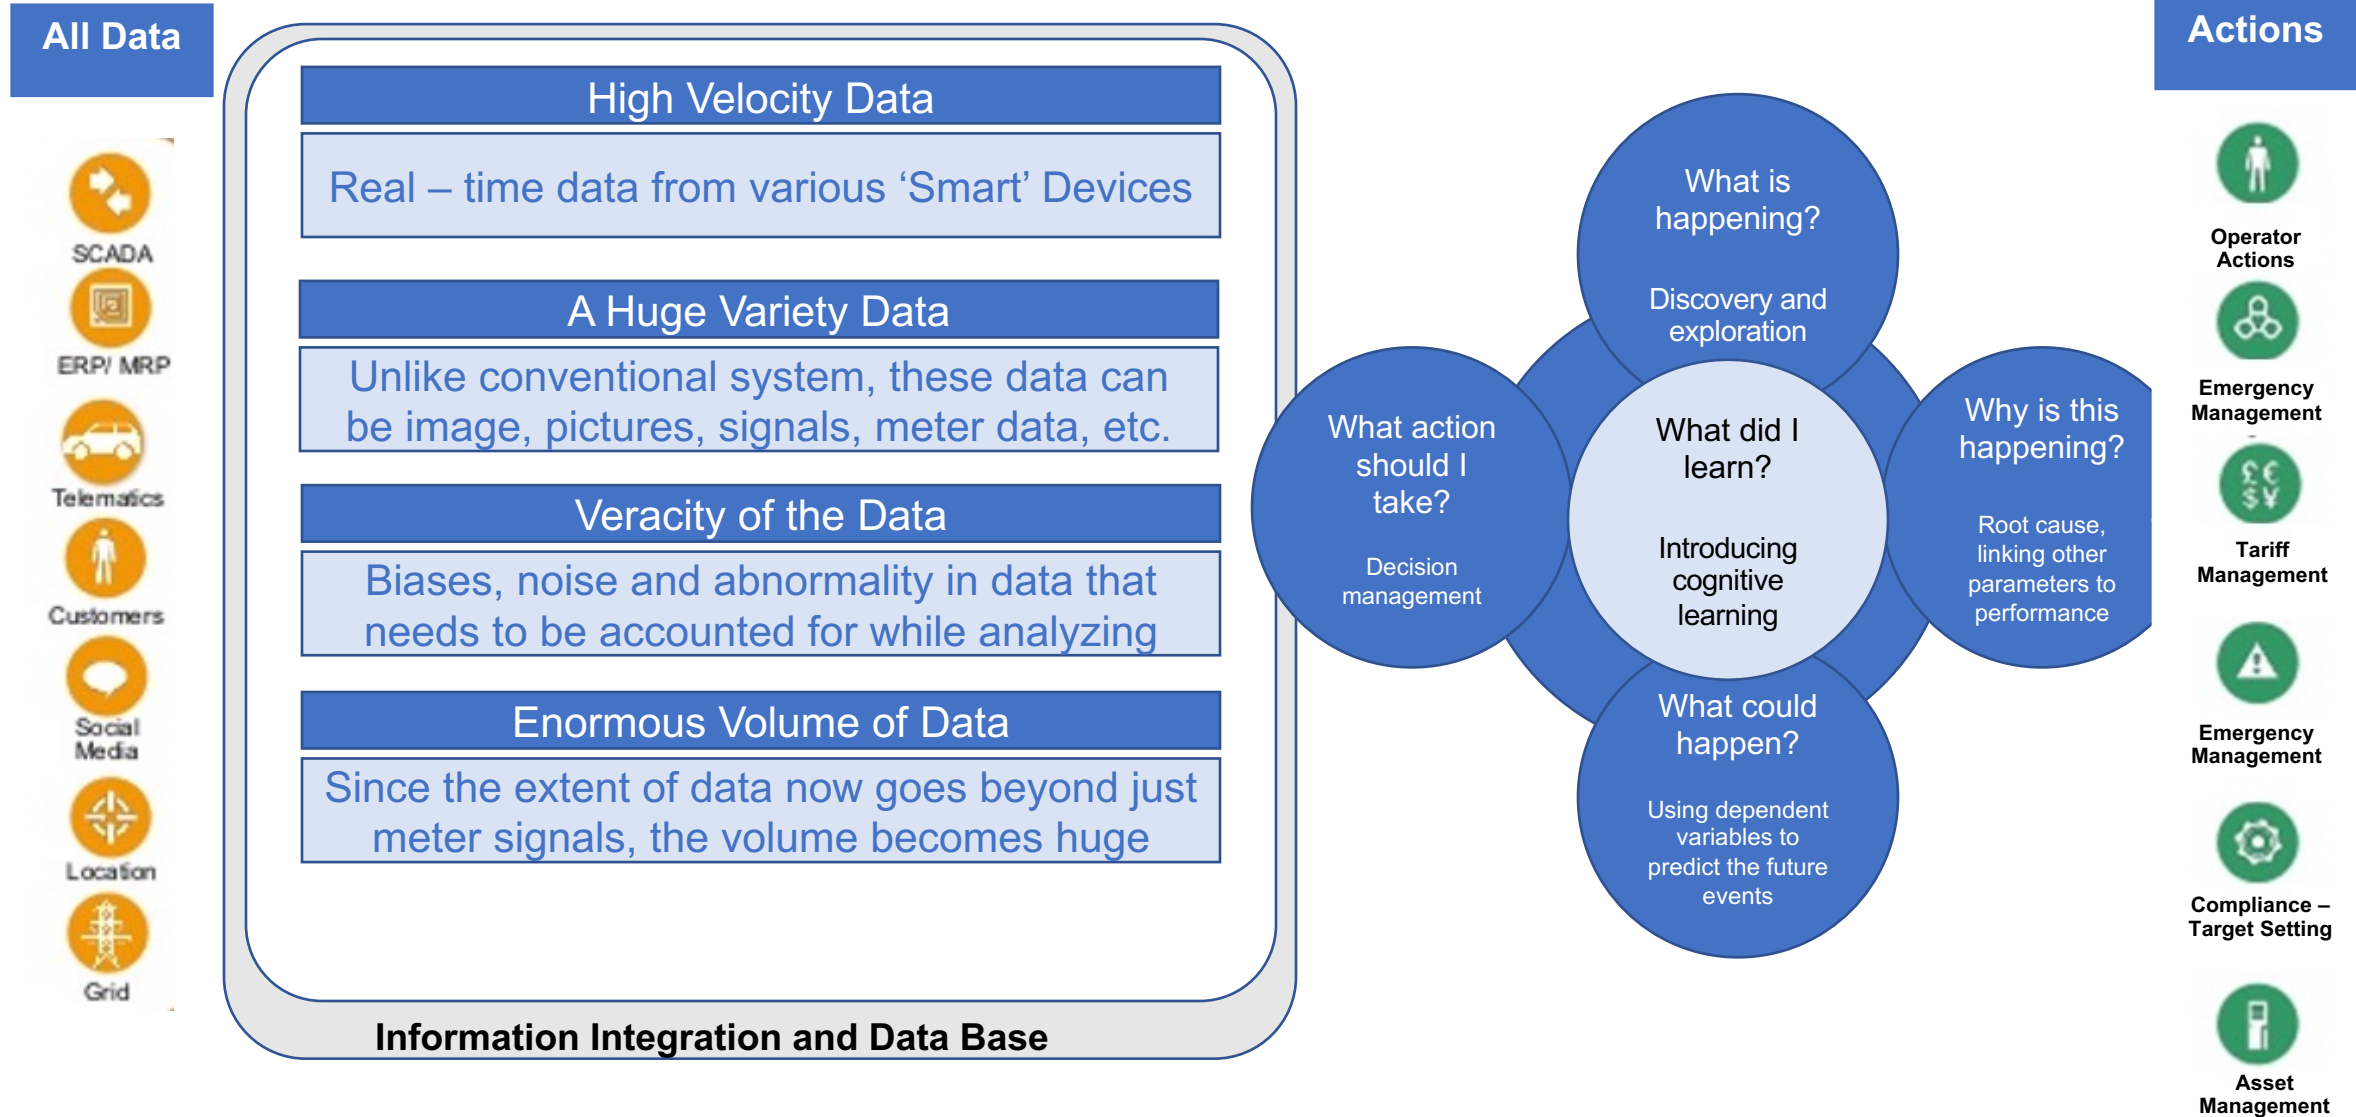 All Data
SCADA
ERP/ MRP
Telematics
Customers
Social
Media
Location
Grid
High Velocity Data
Real – time data from various ‘Smart’ Devices
A Huge Variety Data
Unlike conventional system, these data can
be image, pictures, signals, meter data, etc.
Veracity of the Data
Biases, noise and abnormality in data that
needs to be accounted for while analyzing
Enormous Volume of Data
Since the extent of data now goes beyond just
meter signals, the volume becomes huge
Information Integration and Data Base
What is
happening?
Discovery and
exploration
What action
should I
take?
Decision
management
What did I
learn?
Introducing
cognitive
learning
Why is this
happening?
Root cause,
linking other
parameters to
performance
What could
happen?
Using dependent
variables to
predict the future
events
Actions
Operator
Actions
Emergency
Management
£ €
$ ¥
Tariff
Management
Emergency
Management
Compliance –
Target Setting
Asset
Management